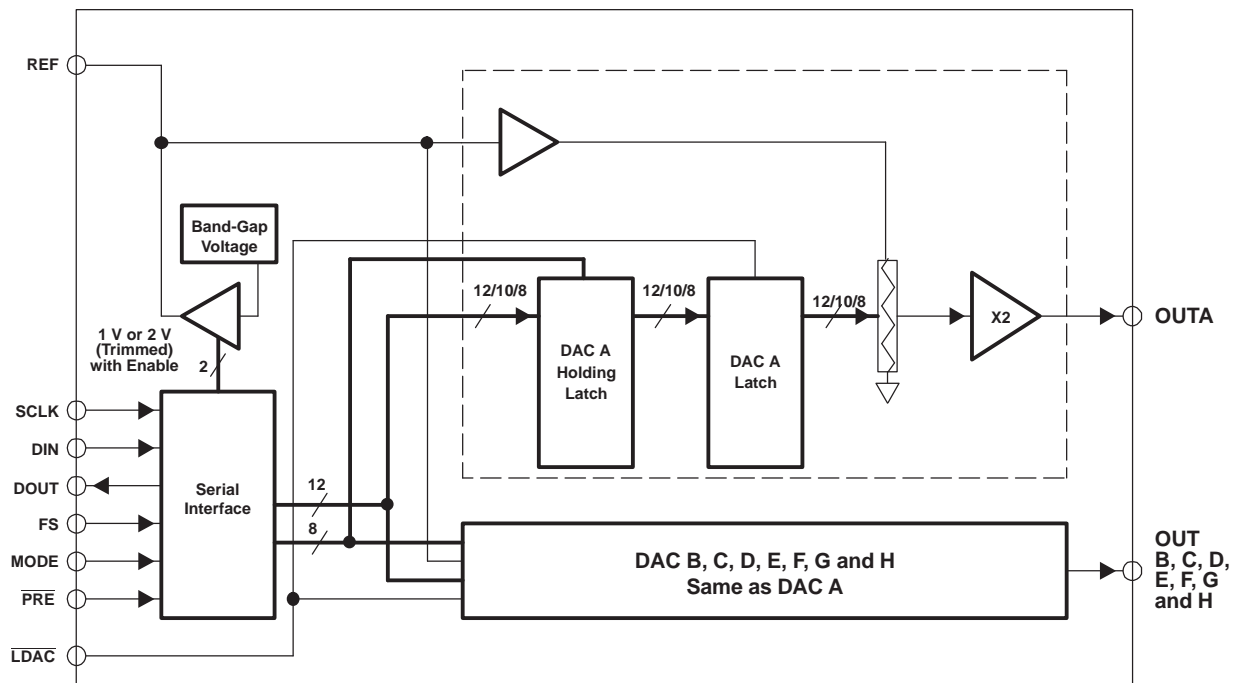 REF
Band-Gap
Voltage
1 V or 2 V
(Trimmed)
with Enable
2
SCLK
DIN
DOUT
FS
MODE
PRE
LDAC
Serial
Interface
12
8
12/10/8
DAC A
Holding
Latch
12/10/8
DAC A
Latch
12/10/8
X2
OUTA
DAC B, C, D, E, F, G and H
Same as DAC A
OUT
B, C, D,
E, F, G
and H